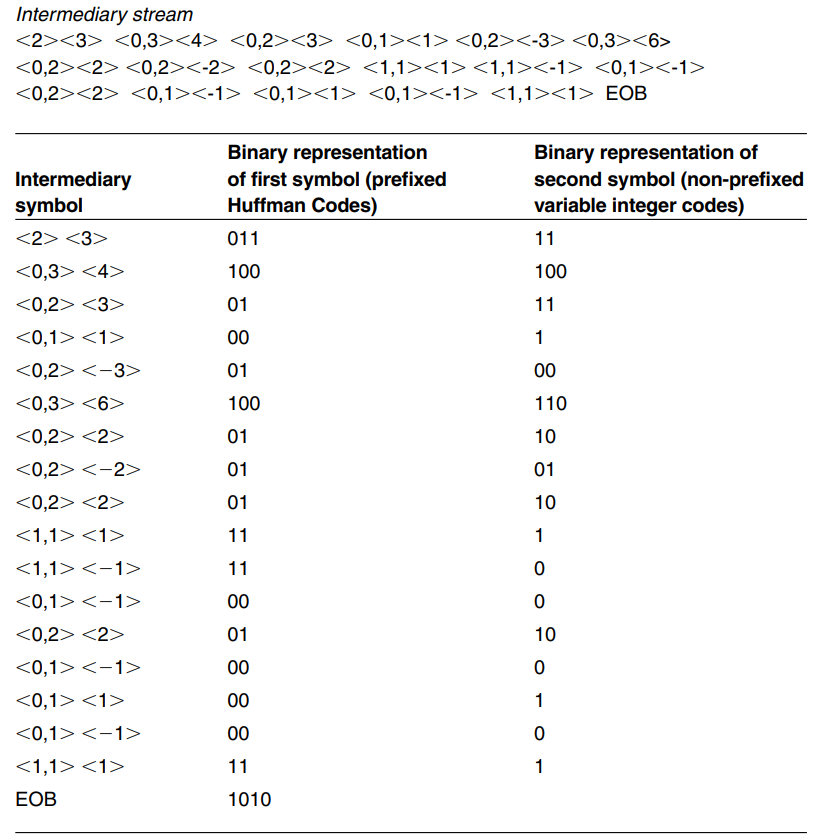 Intermediary stream
<2><3> <0,3><4> <0,2><3> <0,1><1> <0,2><-3> <0,3><6>
<0,2><2> <0,2><-2> <0,2><2> <1,1><1> <1,1><-1> <0,1><-1>
<0,2><2> <0,1><-1> <0,1><1> <0,1><-1> <1,1><1> EOB
Binary representation Binary representation of
Intermediary of first symbol (prefixed second symbol (non-prefixed
symbol Huffman Codes) variable integer codes)
<2> <3> 011 11
<0,3> <4> 100 100
<0,2> <3> 01 11
<0,1> <1> 00 1
<0,2> <−3> 01 00
<0,3> <6> 100 110
<0,2> <2> 01 10
<0,2> <−2> 01 01
<0,2> <2> 01 10
<1,1> <1> 11 1
<1,1> <−1> 11 0
<0,1> <−1> 00 0
<0,2> <2> 01 10
<0,1> <−1> 00 0
<0,1> <1> 00 1
<0,1> <−1> 00 0
<1,1> <1> 11 1
EOB 1010